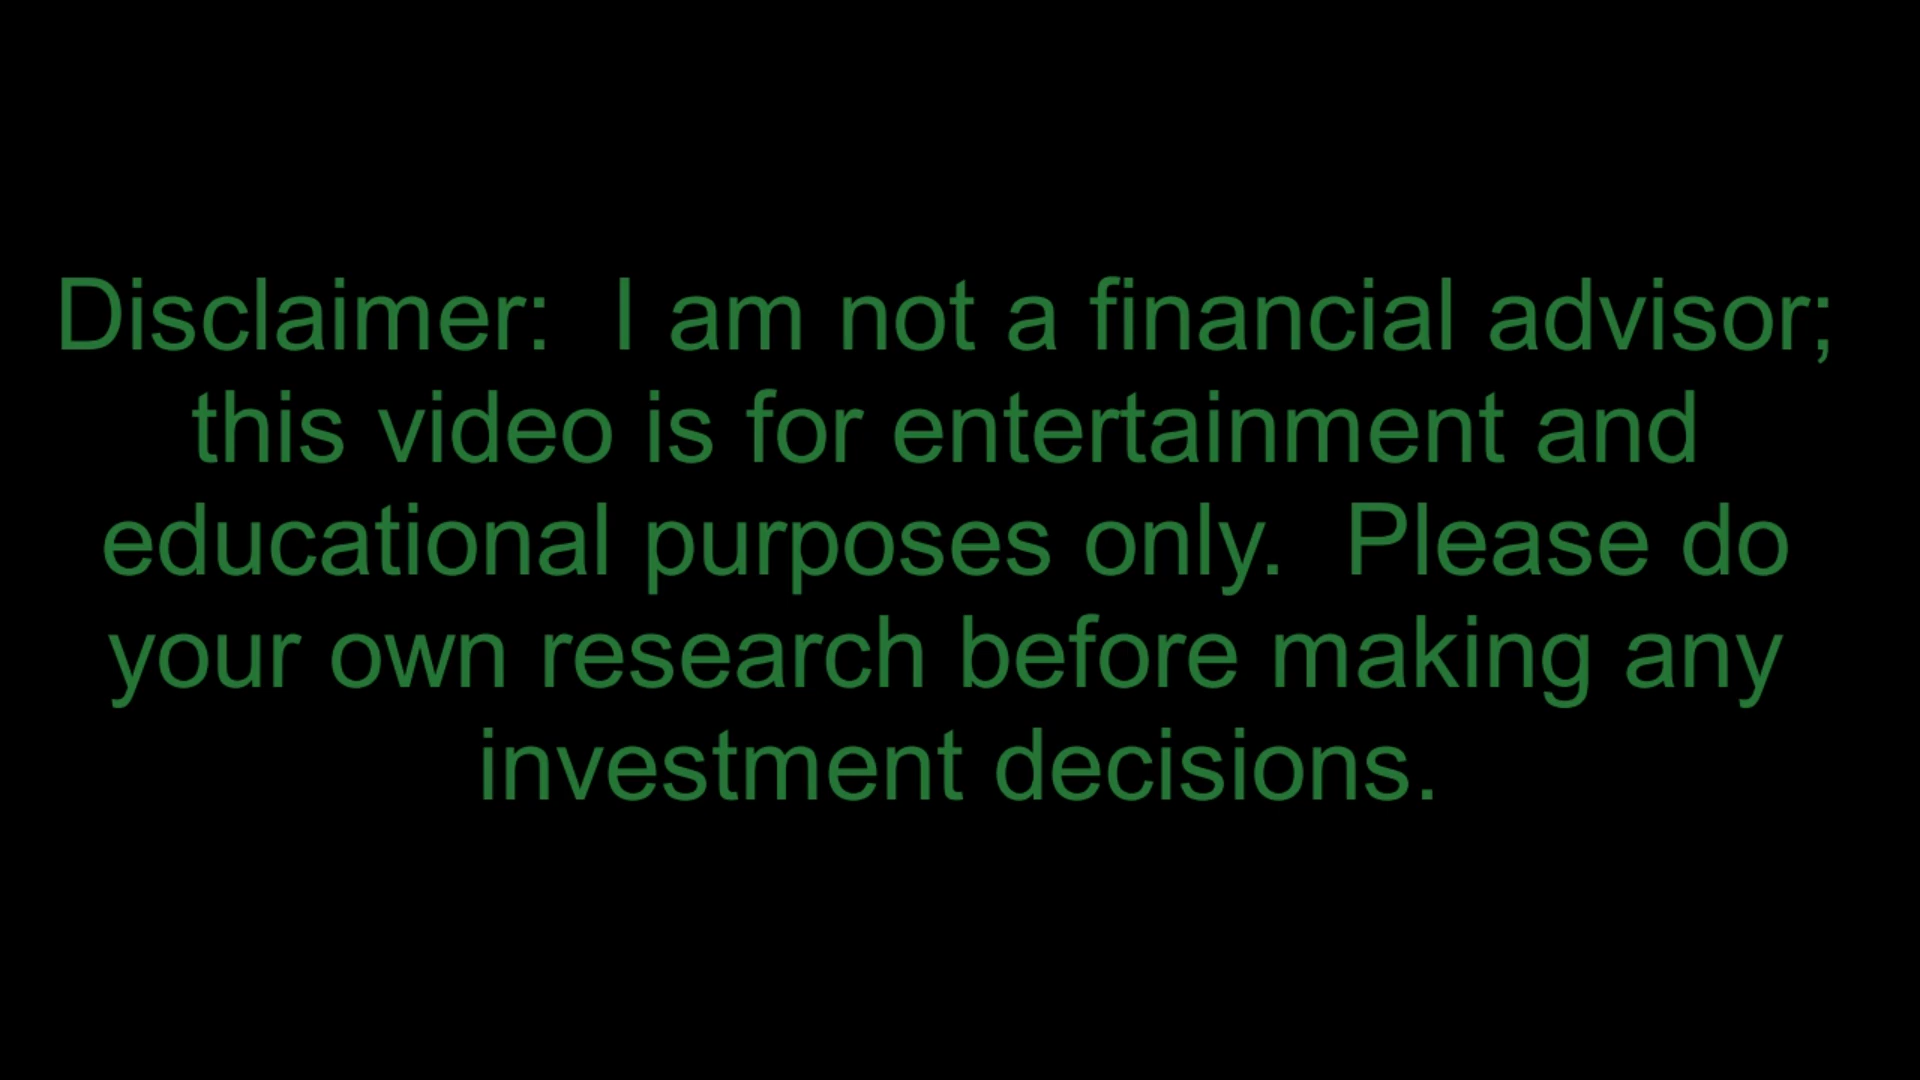 Disclaimer:  I am not a financial advisor;
this video is for entertainment and
educational purposes only.  Please do
your own research before making any
investment decisions.